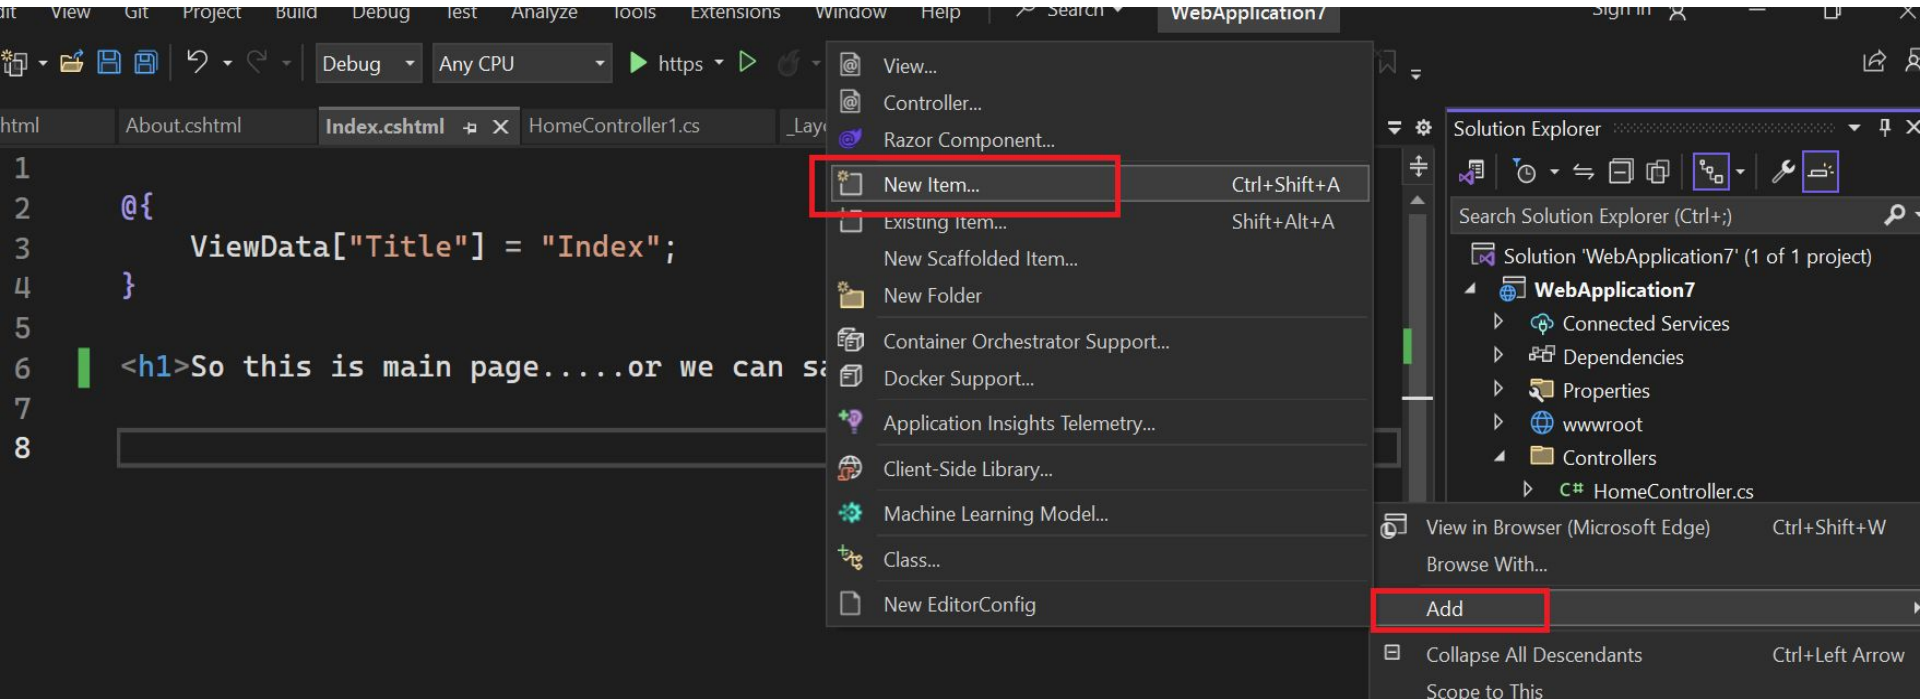 dit View Git Project Build Debug Test Analyze Tools Extensions Window Help Search WebApplication7 Sign in
Debug Any CPU https
html About.cshtml Index.cshtml HomeController1.cs _Layo
1
2 @{
3 ViewData["Title"] = "Index";
4 }
5
6 <h1>So this is main page.....or we can sa
7
8
View...
Controller...
Razor Component...
New Item... Ctrl+Shift+A
Existing Item... Shift+Alt+A
New Scaffolded Item...
New Folder
Container Orchestrator Support...
Docker Support...
Application Insights Telemetry...
Client-Side Library...
Machine Learning Model...
Class...
New EditorConfig
Solution Explorer
Search Solution Explorer (Ctrl+;)
Solution 'WebApplication7' (1 of 1 project)
WebApplication7
Connected Services
Dependencies
Properties
wwwroot
Controllers
C# HomeController.cs
View in Browser (Microsoft Edge) Ctrl+Shift+W
Browse With...
Add
Collapse All Descendants Ctrl+Left Arrow
Scope to This